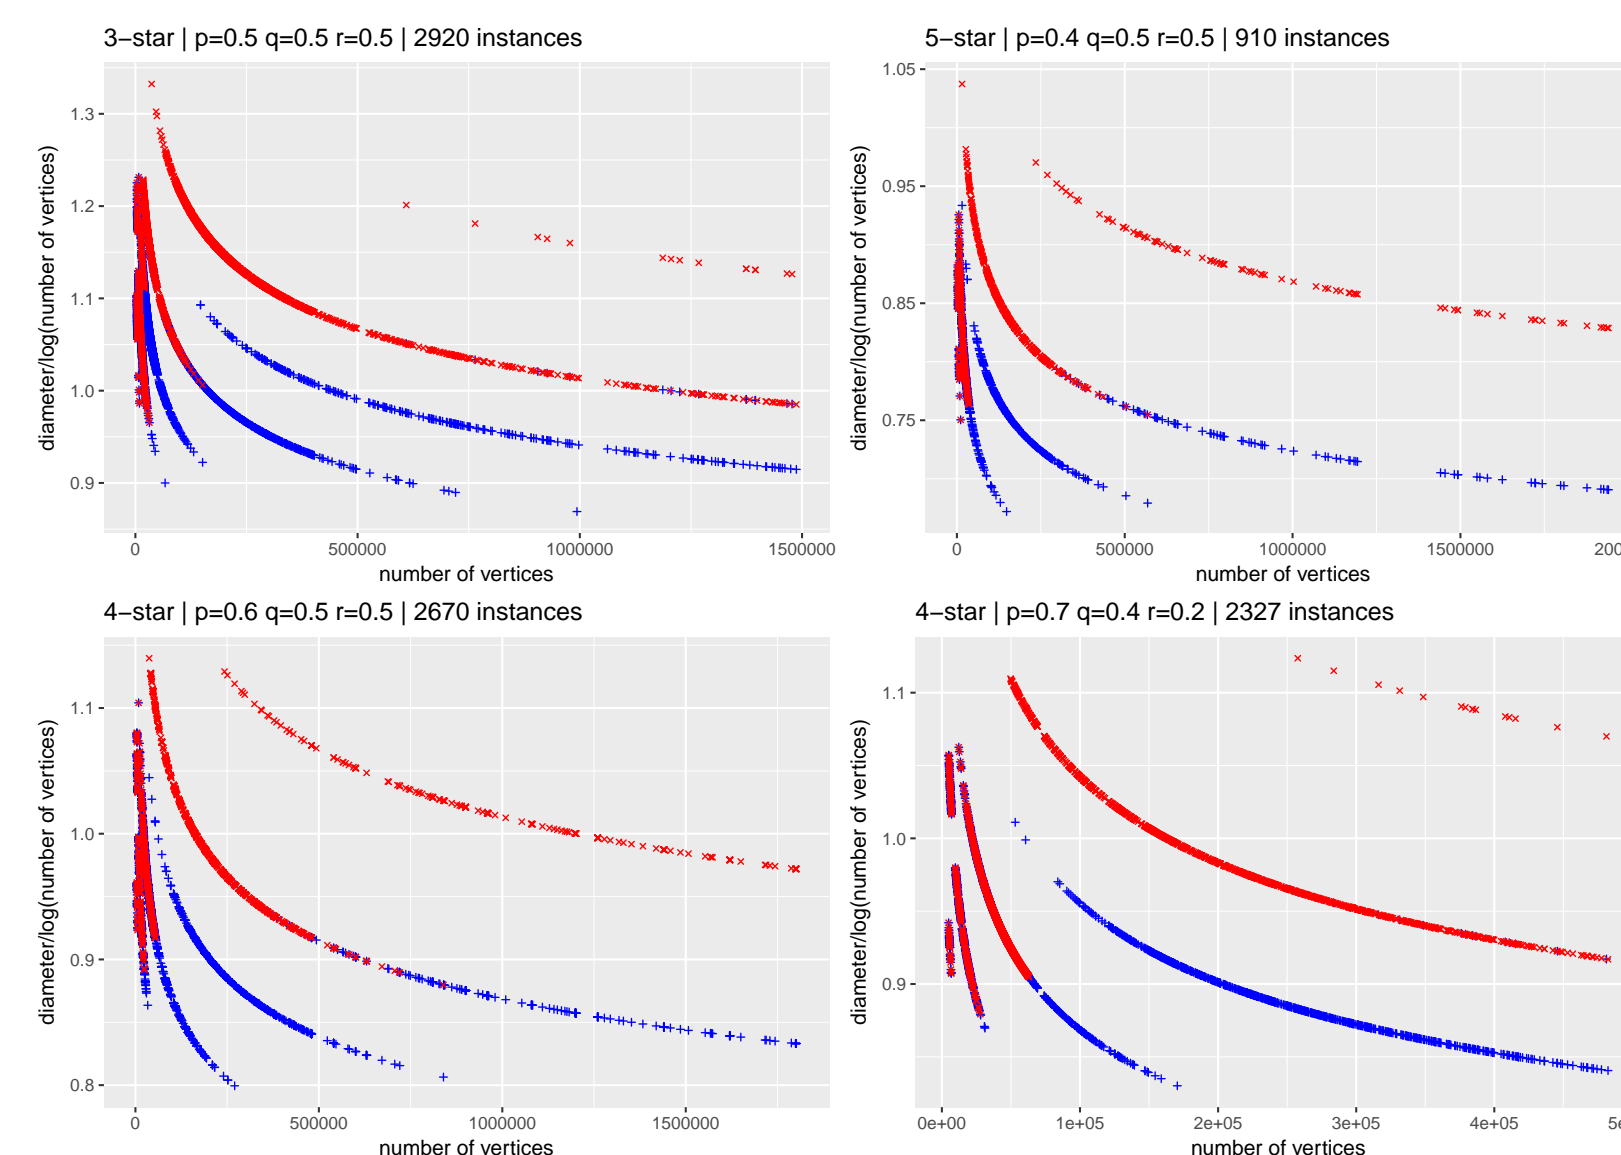 3−star | p=0.5 q=0.5 r=0.5 | 2920 instances
diameter/log(number of vertices)
1.3
1.2
1.1
1.0
0.9
0 500000 1000000 1500000
number of vertices
5−star | p=0.4 q=0.5 r=0.5 | 910 instances
diameter/log(number of vertices)
1.05
0.95
0.85
0.75
0 500000 1000000 1500000 200
number of vertices
4−star | p=0.6 q=0.5 r=0.5 | 2670 instances
diameter/log(number of vertices)
1.1
1.0
0.9
0.8
0 500000 1000000 1500000
number of vertices
4−star | p=0.7 q=0.4 r=0.2 | 2327 instances
diameter/log(number of vertices)
1.1
1.0
0.9
0e+00 1e+05 2e+05 3e+05 4e+05 5e
number of vertices